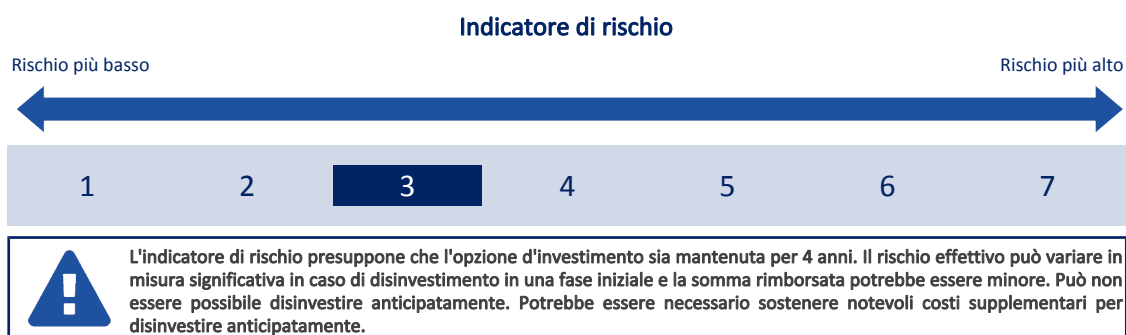 Indicatore di rischio
Rischio più basso
Rischio più alto
1 2 3 4 5 6 7
L'indicatore di rischio presuppone che l'opzione d'investimento sia mantenuta per 4 anni. Il rischio effettivo può variare in
misura significativa in caso di disinvestimento in una fase iniziale e la somma rimborsata potrebbe essere minore. Può non
essere possibile disinvestire anticipatamente. Potrebbe essere necessario sostenere notevoli costi supplementari per
disinvestire anticipatamente.